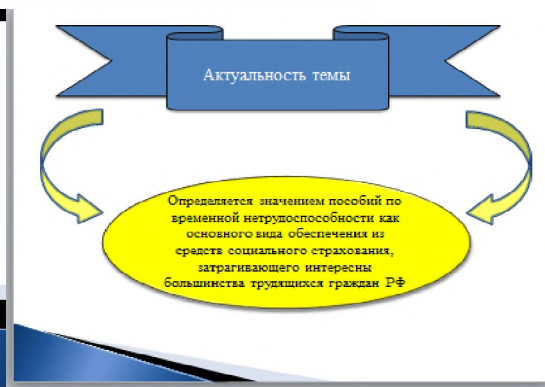 Актуальность темы
Определяется значением пособий по
временной нетрудоспособности как
основного вида обеспечения из
средств социального страхования,
затрагивающего интересны
большинства трудящихся граждан РФ